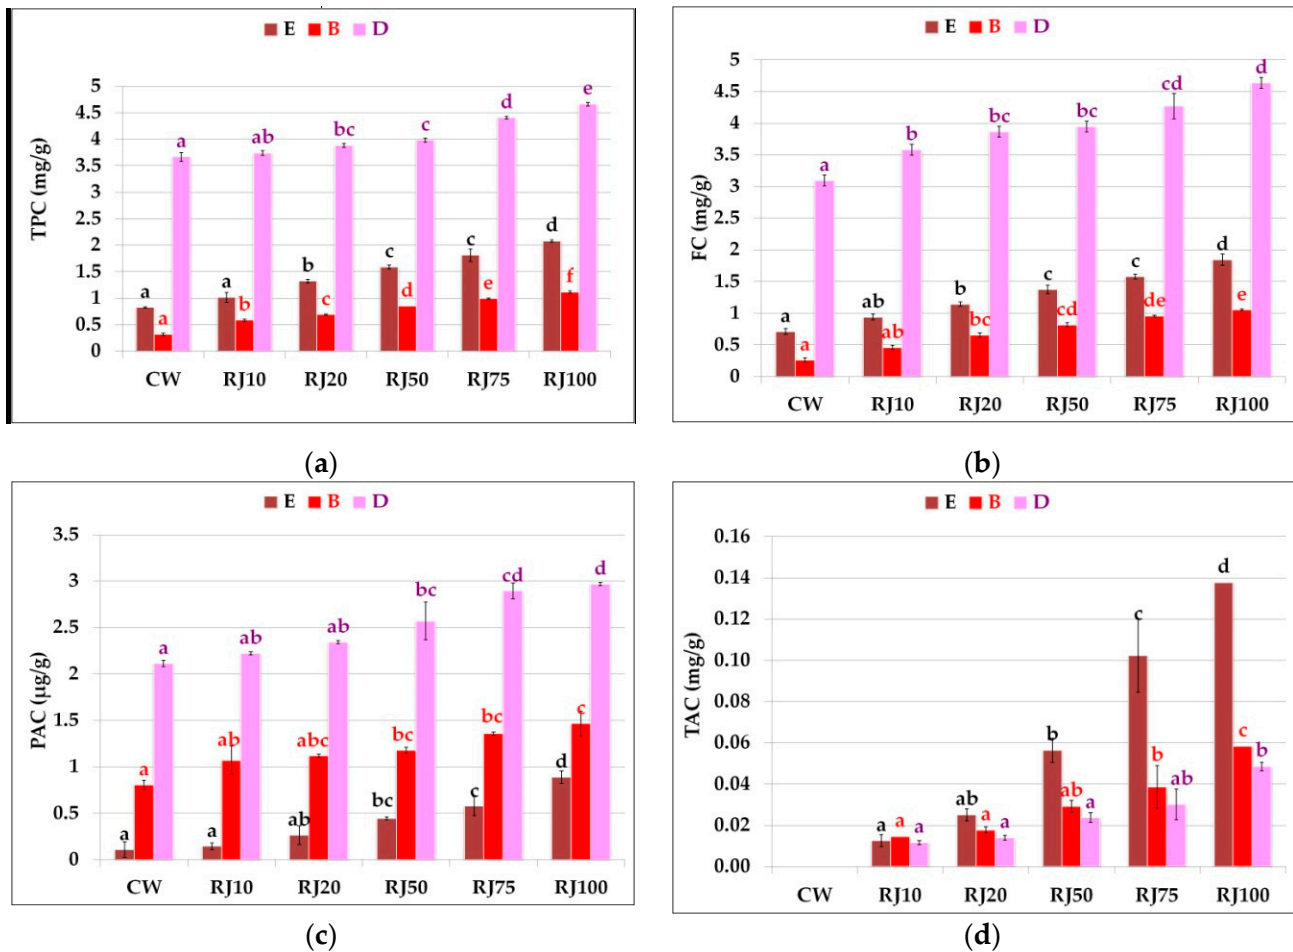 E B D
TPC (mg/g)
5
4.5
4
3.5
3
2.5
2
1.5
1
0.5
0
a ab bc c d e
a a b c c d
a b c d e f
CW RJ10 RJ20 RJ50 RJ75 RJ100
(a)
E B D
FC (mg/g)
5
4.5
4
3.5
3
2.5
2
1.5
1
0.5
0
a b bc bc cd d
a ab b c c d
a ab bc cd de e
CW RJ10 RJ20 RJ50 RJ75 RJ100
(b)
E B D
PAC (µg/g)
3.5
3
2.5
2
1.5
1
0.5
0
a ab ab bc cd d
a ab abc bc bc c
a a ab bc c d
CW RJ10 RJ20 RJ50 RJ75 RJ100
(c)
E B D
TAC (mg/g)
0.16
0.14
0.12
0.10
0.08
0.06
0.04
0.02
0.00
a ab b c d
a a ab b c
a a a ab b
CW RJ10 RJ20 RJ50 RJ75 RJ100
(d)